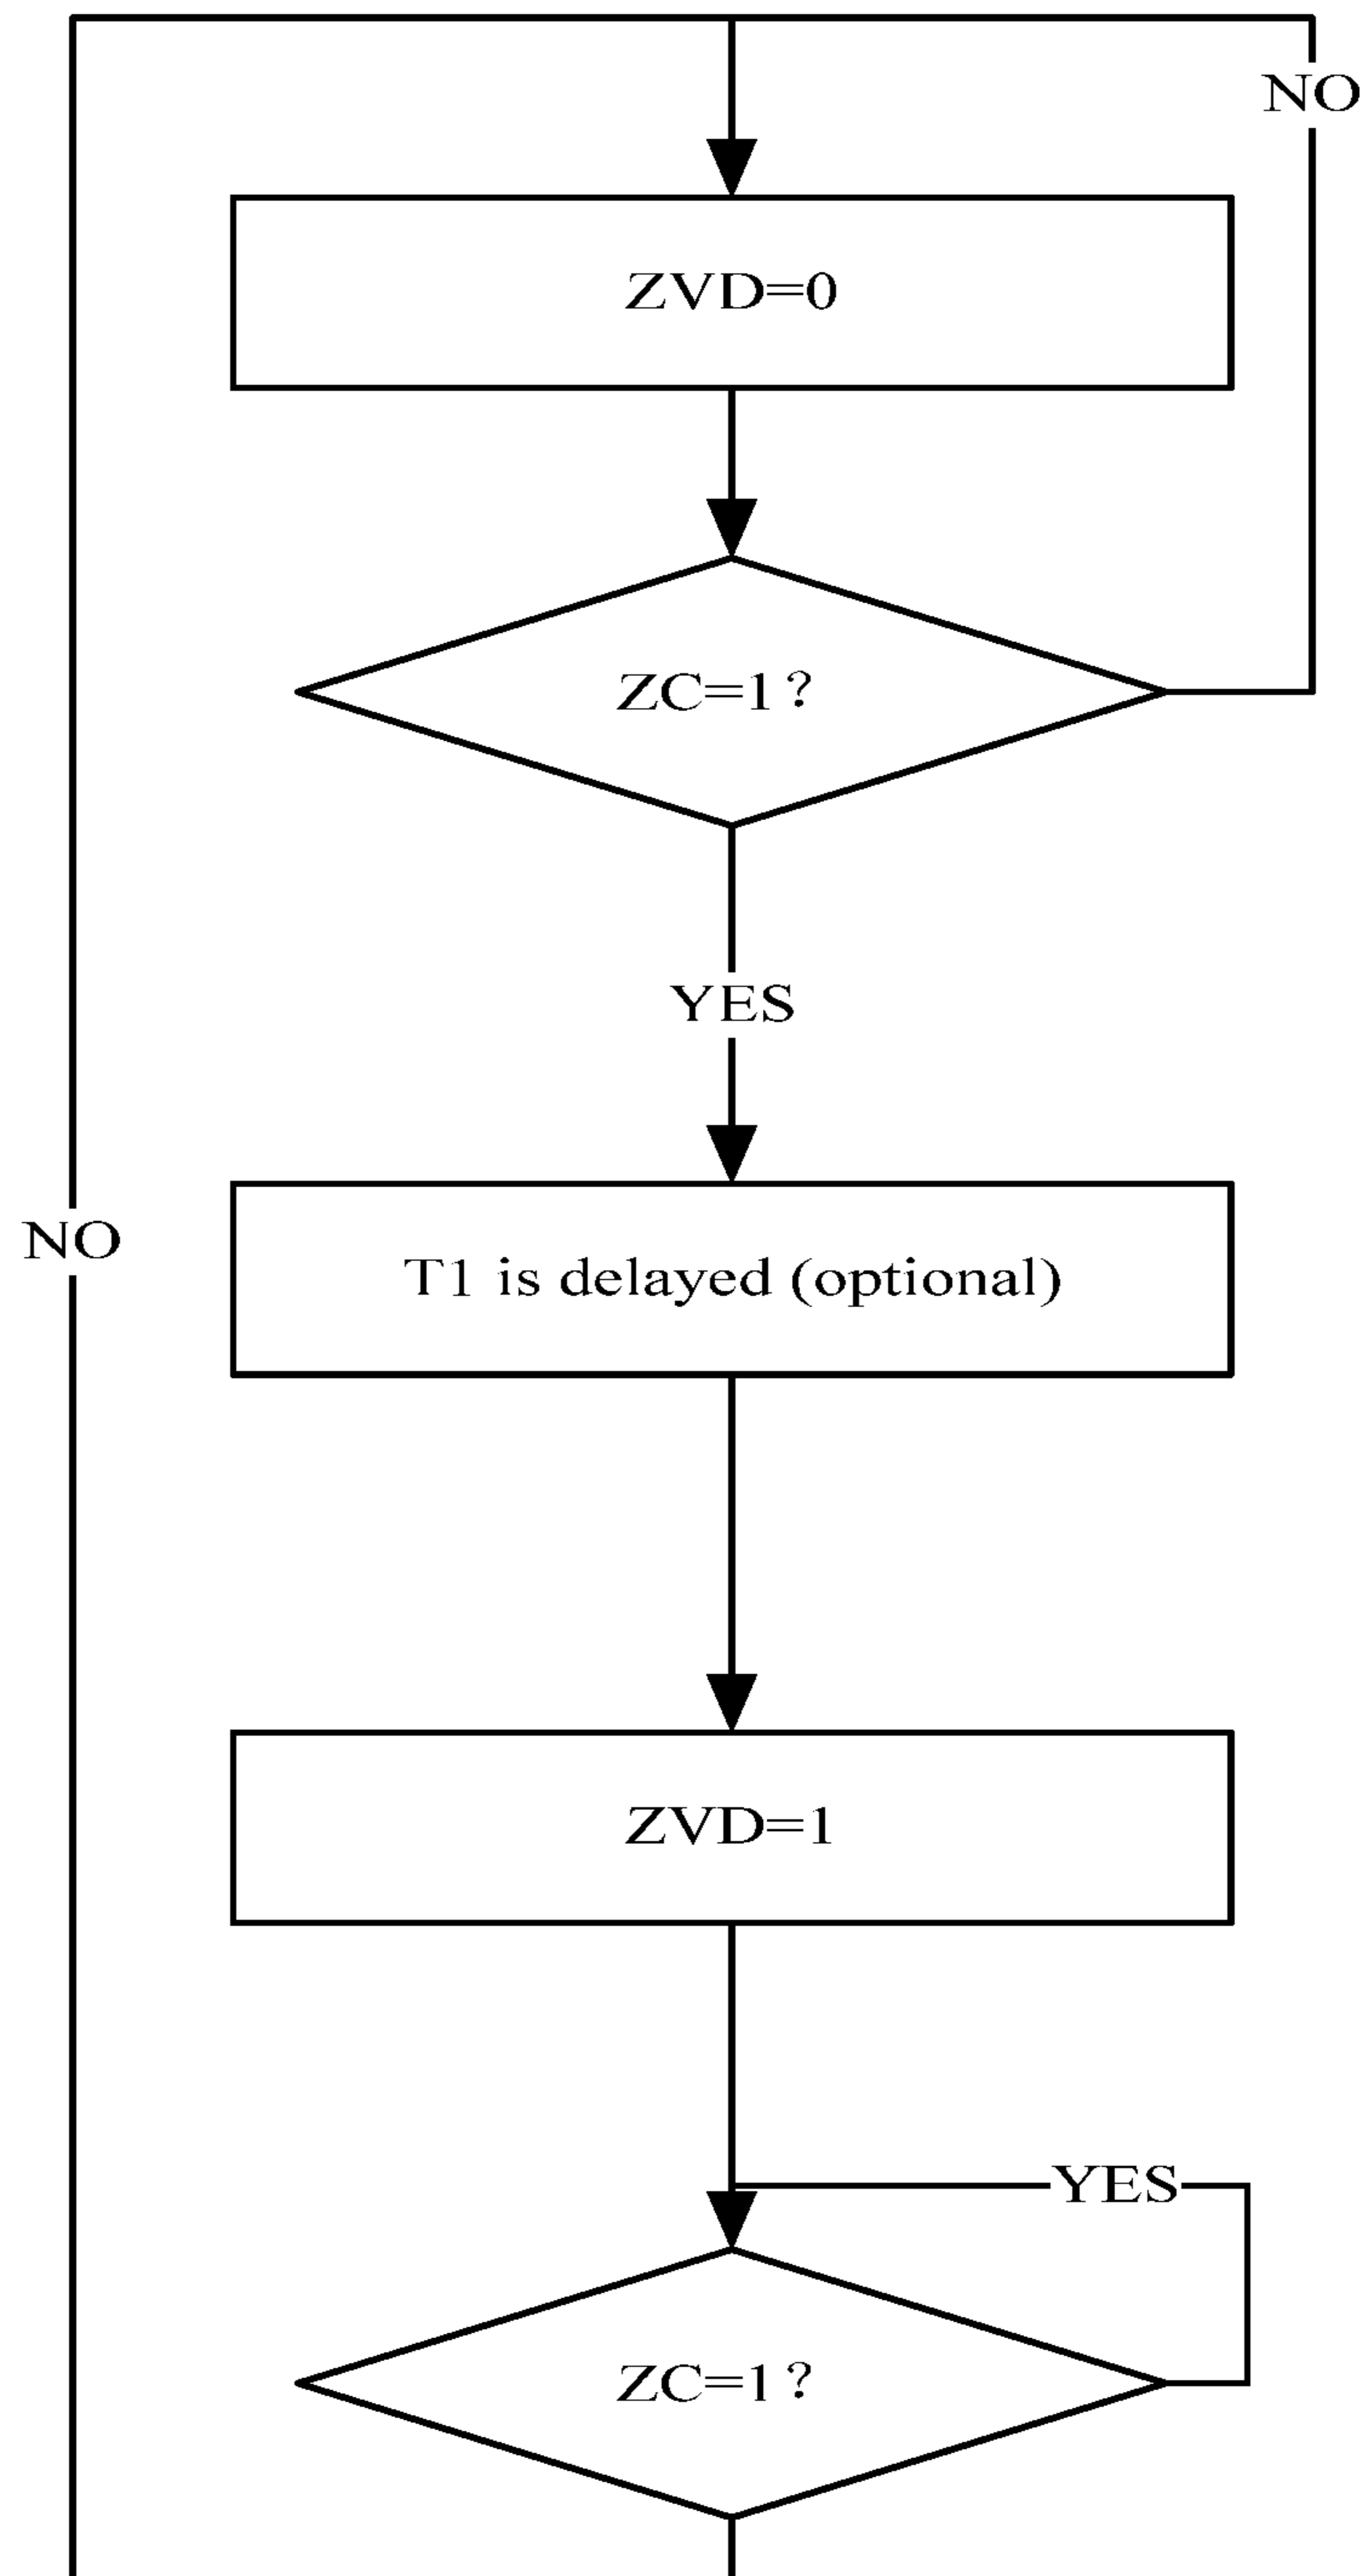 NO
ZVD=0
ZC=1?
YES
NO
T1 is delayed (optional)
ZVD=1
YES
ZC=1?